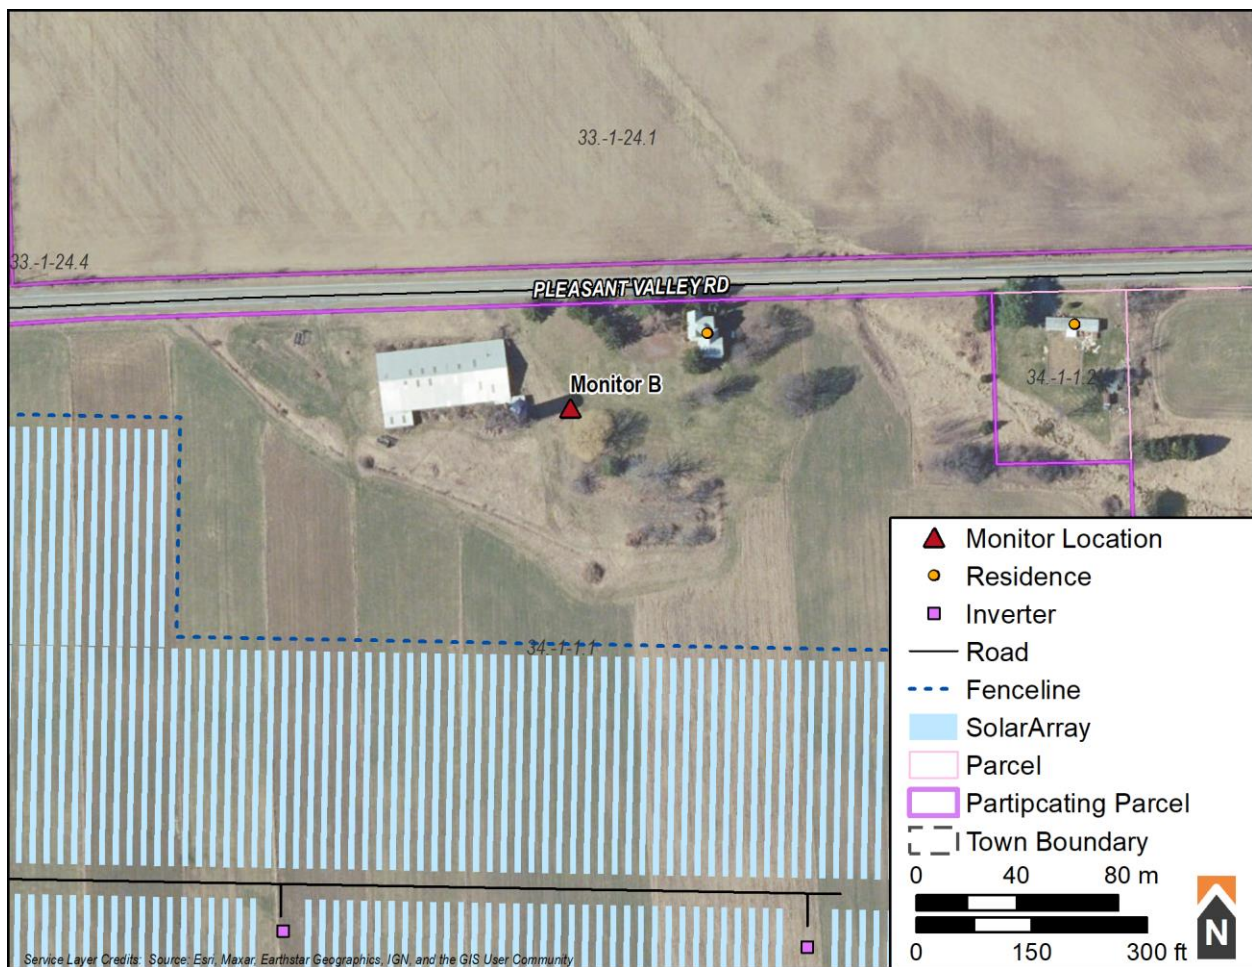 33.-1-24.1
33.-1-24.4
PLEASANT VALLEY RD
Monitor B
34.-1-1.2
34.-1-1.1
Monitor Location
Residence
Inverter
Road
Fenceline
SolarArray
Parcel
Partipcating Parcel
Town Boundary
0 40 80 m
0 150 300 ft
N
Service Layer Credits: Source: Esri, Maxar, Earthstar Geographics, IGN, and the GIS User Community